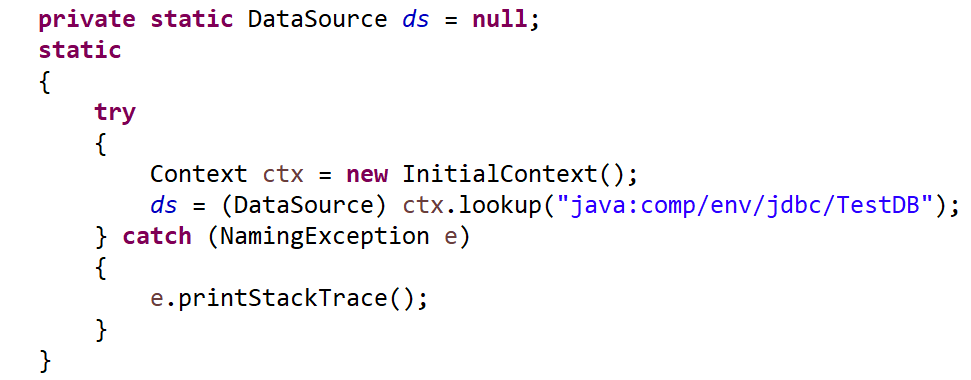 private static DataSource ds = null;
static
{
    try
    {
        Context ctx = new InitialContext();
        ds = (DataSource) ctx.lookup("java:comp/env/jdbc/TestDB");
    } catch (NamingException e)
    {
        e.printStackTrace();
    }
}